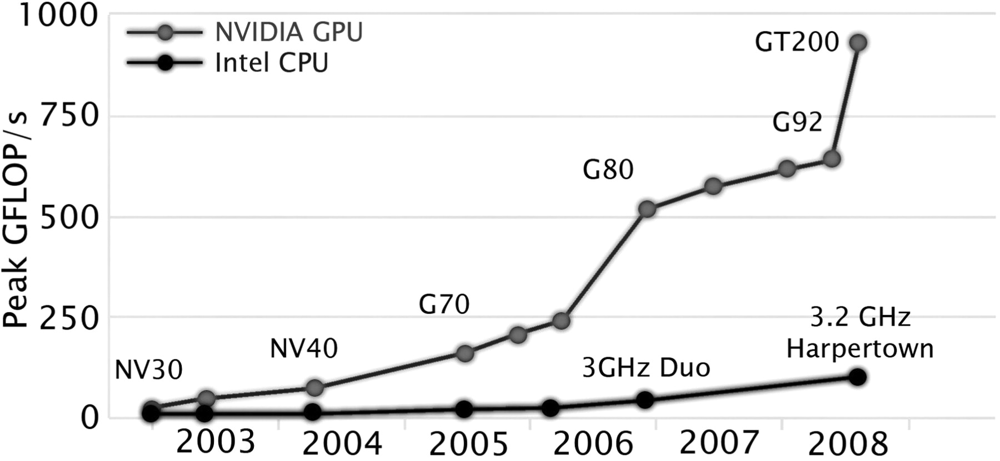 1000
NVIDIA GPU
Intel CPU
GT200
750
G92
G80
500
Peak GFLOP/s
G70
250
3.2 GHz
Harpertown
NV40
NV30
3GHz Duo
0
2003 2004 2005 2006 2007 2008